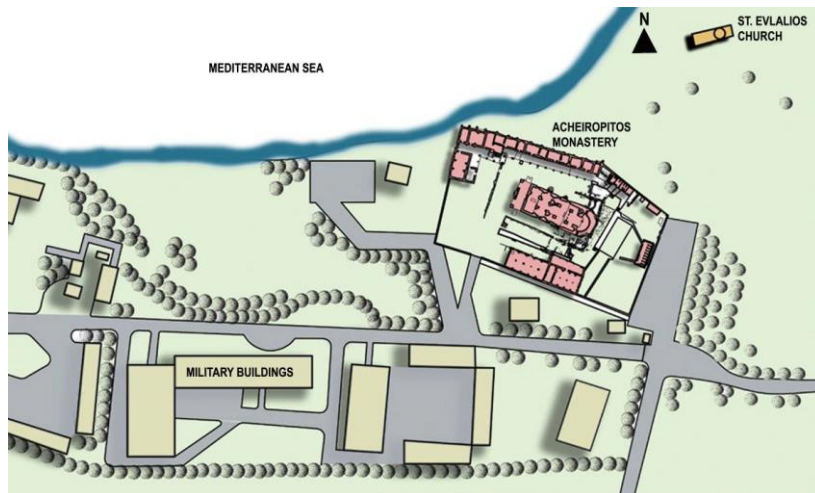 N
ST. EVLALIOS
CHURCH
MEDITERRANEAN SEA
ACHEIROPITOS
MONASTERY
MILITARY BUILDINGS